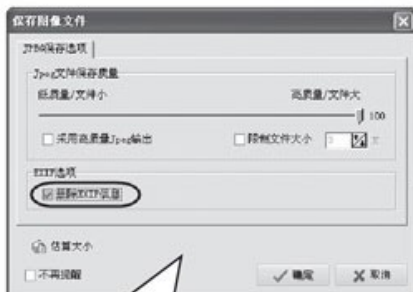 保存图像文件
JPEG保存选项
Jpeg文件保存质量
低质量/文件小 高质量/文件大
100
采用高质量Jpeg输出 限制文件大小
EXIF选项
删除EXIF信息
估算大小
不再提醒 确定 取消